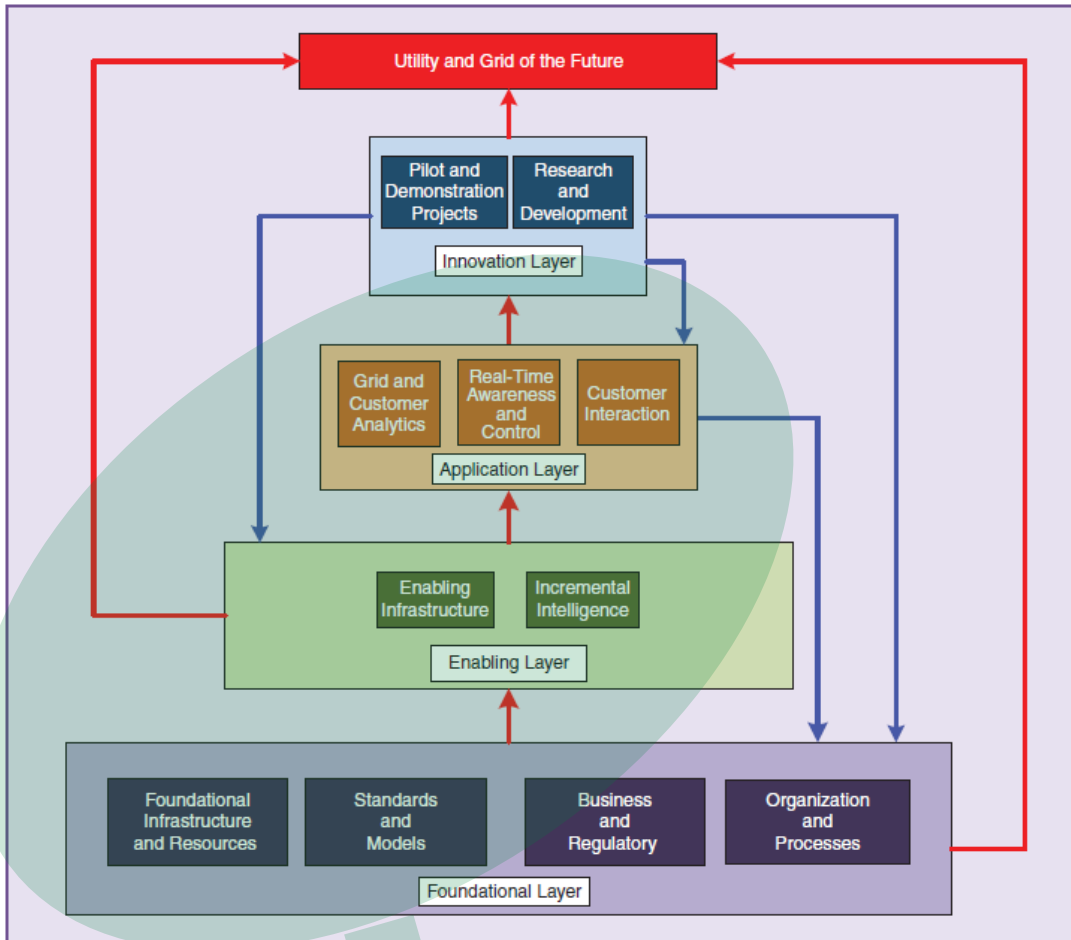 Utility and Grid of the Future
Pilot and
Demonstration
Projects
Research
and
Development
Innovation Layer
Grid and
Customer
Analytics
Real-Time
Awareness
and
Control
Customer
Interaction
Application Layer
Enabling
Infrastructure
Incremental
Intelligence
Enabling Layer
Foundational
Infrastructure
and Resources
Standards
and
Models
Business
and
Regulatory
Organization
and
Processes
Foundational Layer